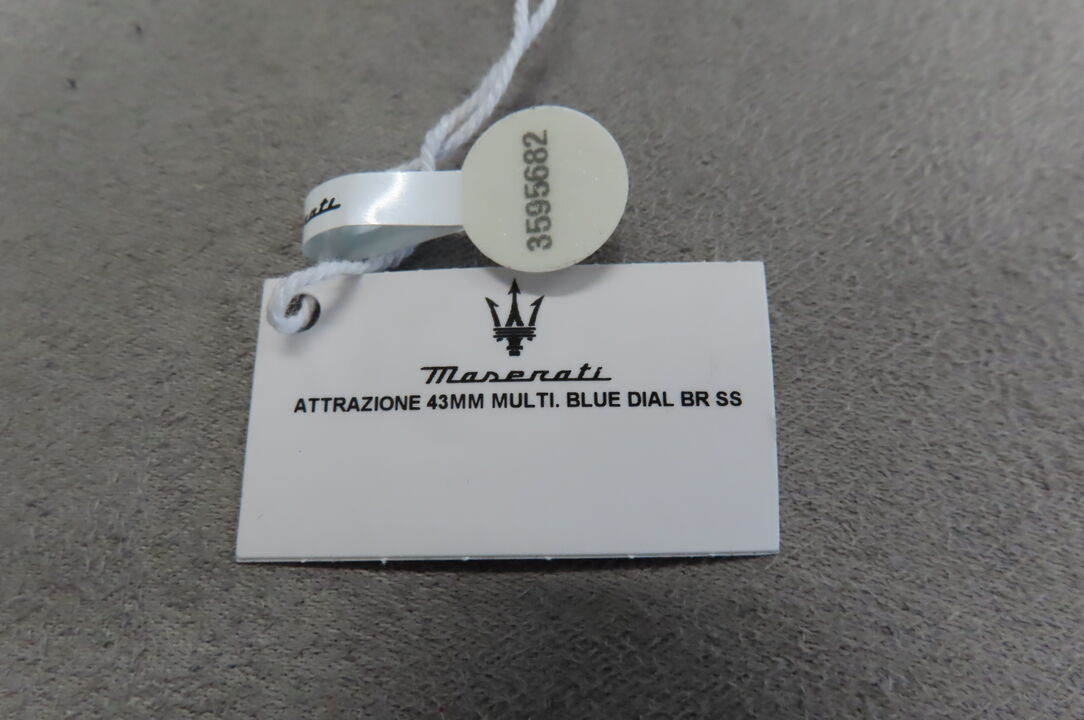 3595682
Maserati
ATTRAZIONE 43MM MULTI. BLUE DIAL BR SS